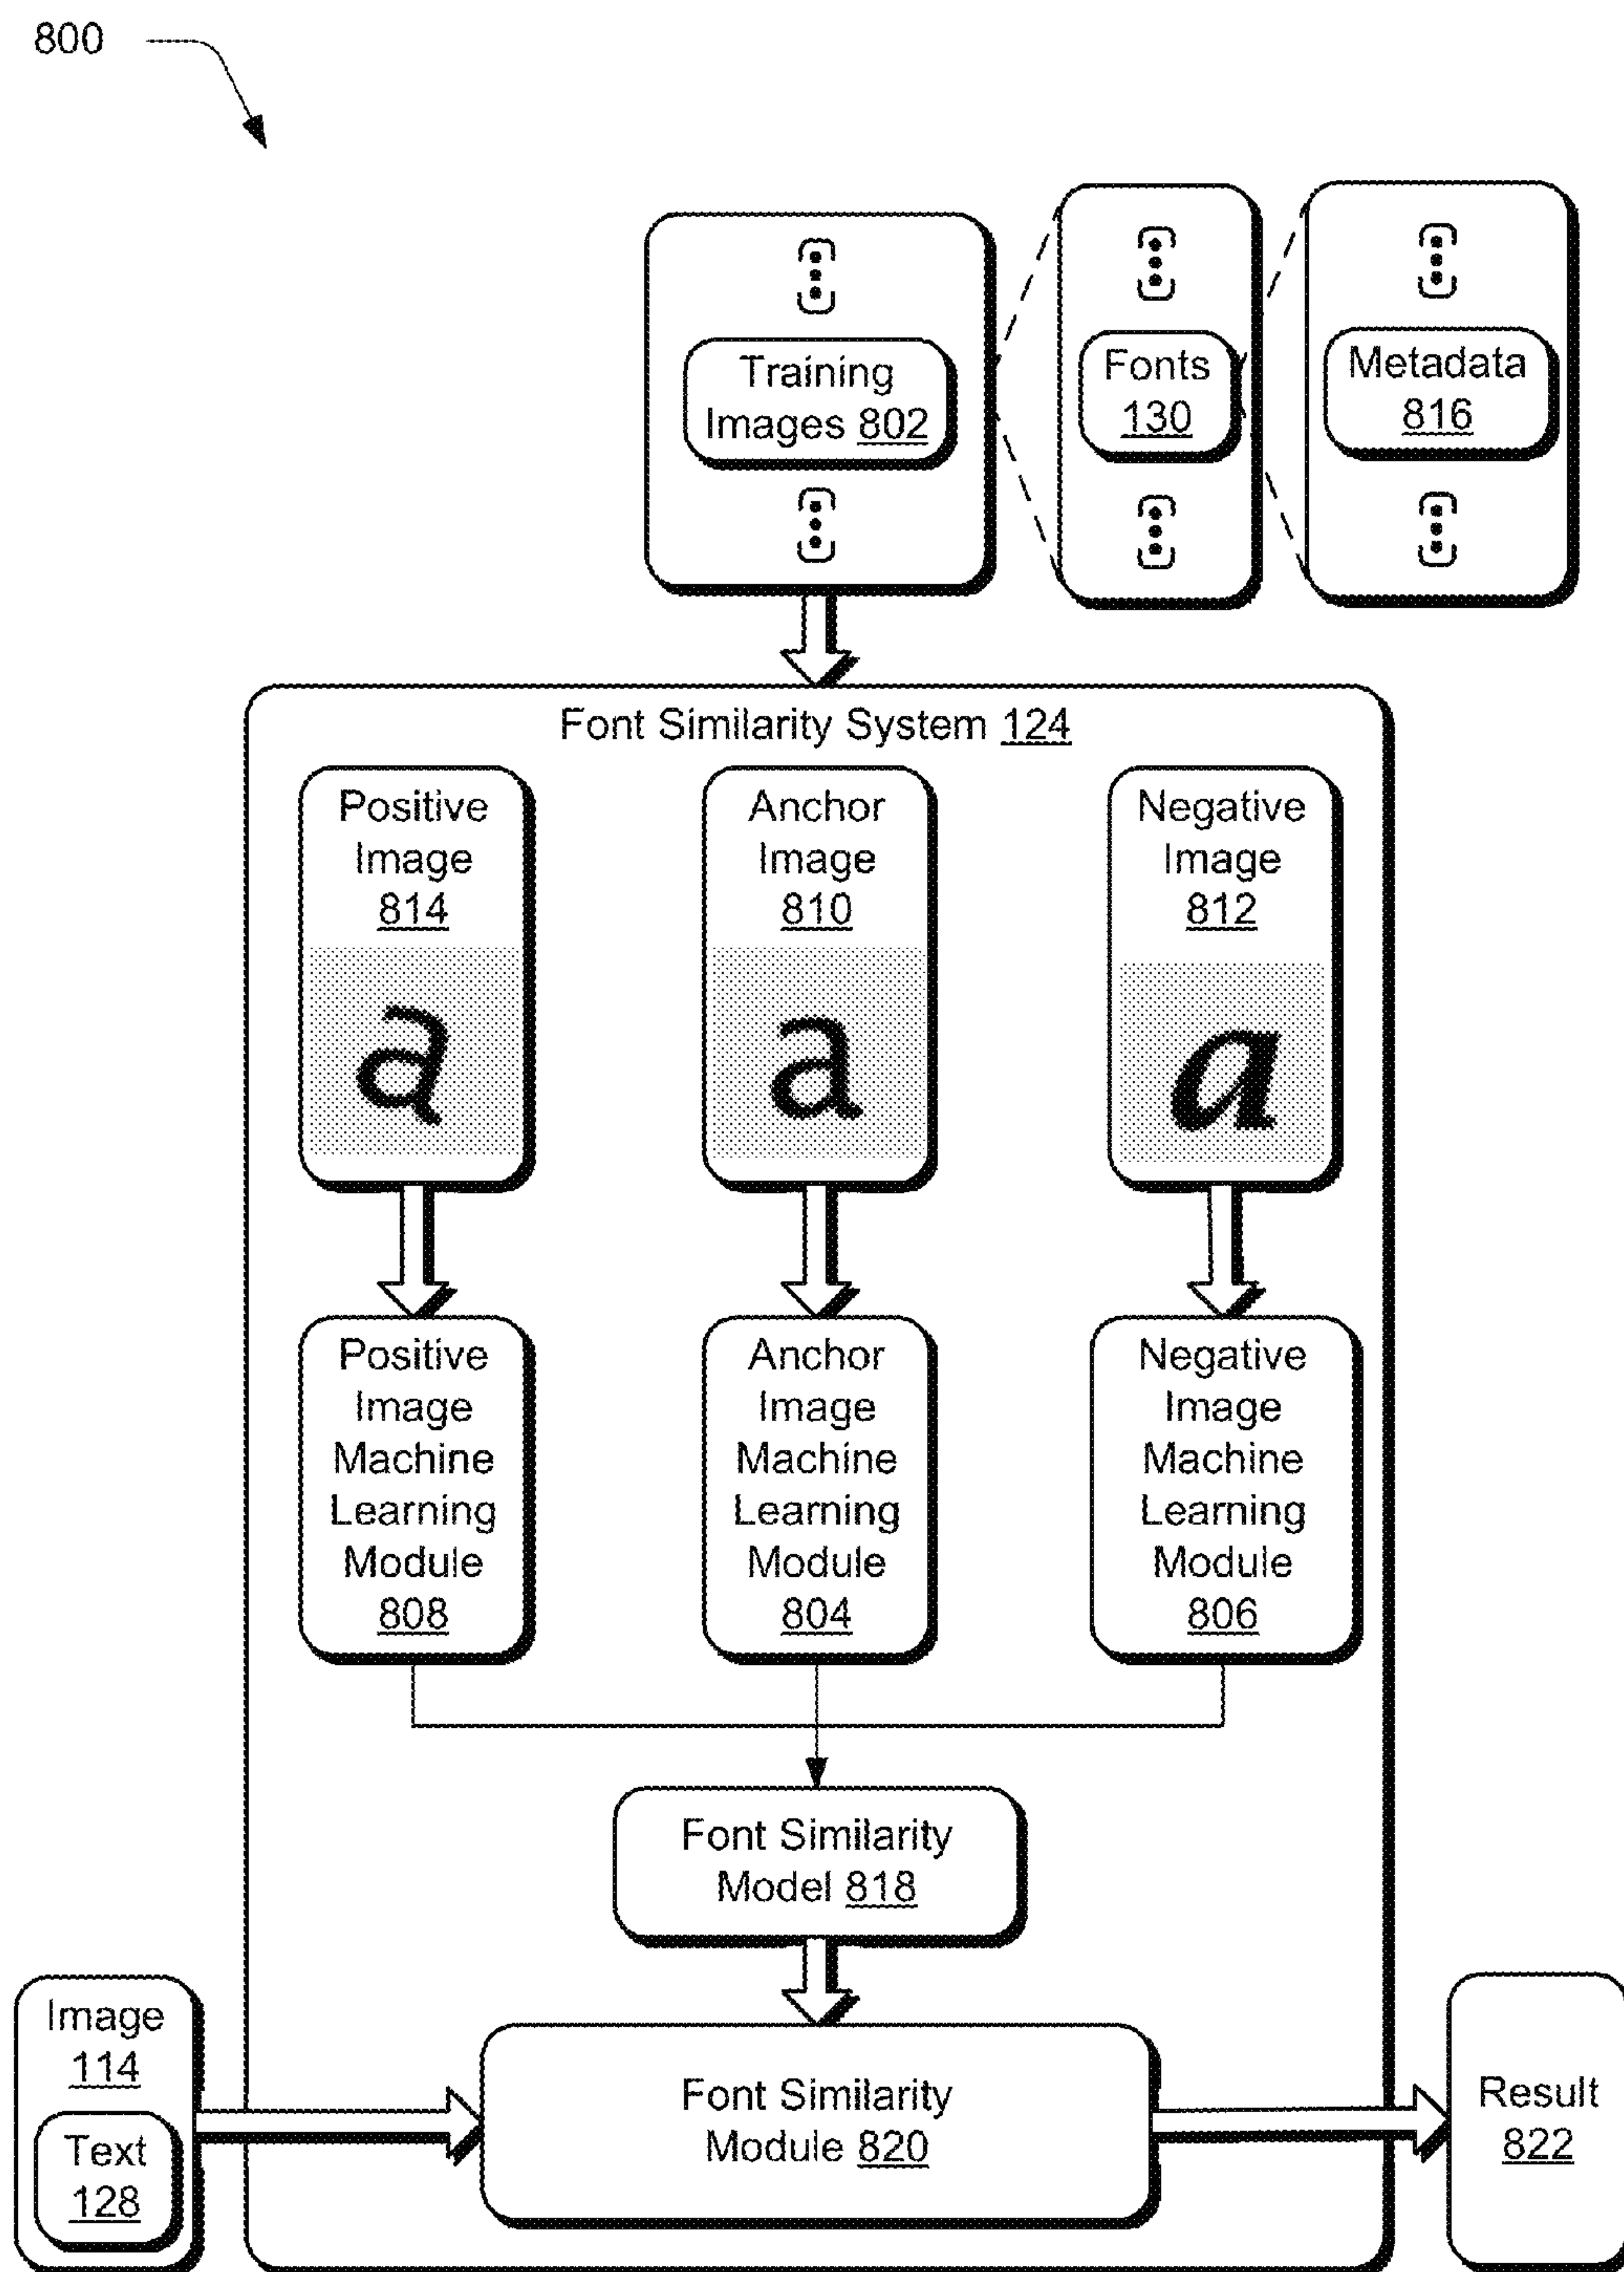 800
Training
Images 802
Fonts
130
Metadata
816
Font Similarity System 124
Positive
Image
814
a
Anchor
Image
810
a
Negative
Image
812
a
Positive
Image
Machine
Learning
Module
808
Anchor
Image
Machine
Learning
Module
804
Negative
Image
Machine
Learning
Module
806
Font Similarity
Model 818
Image
114
Text
128
Font Similarity
Module 820
Result
822